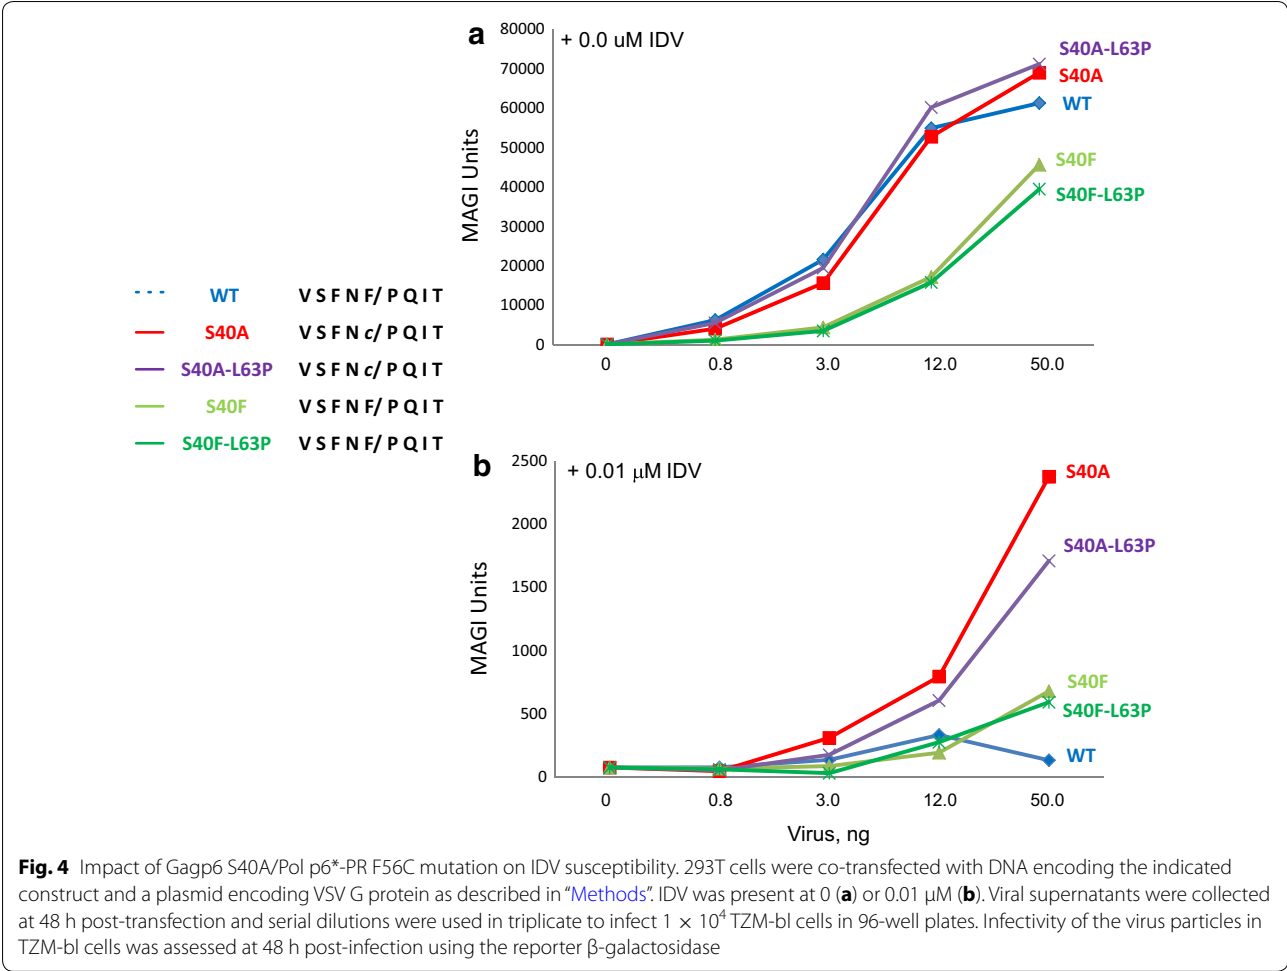 a
+ 0.0 uM IDV
MAGI Units
80000
70000
60000
50000
40000
30000
20000
10000
0
0 0.8 3.0 12.0 50.0
S40A-L63P
S40A
WT
S40F
S40F-L63P
WT V S F N F/ P Q I T
S40A V S F N c/ P Q I T
S40A-L63P V S F N c/ P Q I T
S40F V S F N F/ P Q I T
S40F-L63P V S F N F/ P Q I T
b
+ 0.01 µM IDV
MAGI Units
2500
2000
1500
1000
500
0
0 0.8 3.0 12.0 50.0
Virus, ng
S40A
S40A-L63P
S40F
S40F-L63P
WT
Fig. 4 Impact of Gagp6 S40A/Pol p6*-PR F56C mutation on IDV susceptibility. 293T cells were co-transfected with DNA encoding the indicated
construct and a plasmid encoding VSV G protein as described in “Methods”. IDV was present at 0 (a) or 0.01 µM (b). Viral supernatants were collected
at 48 h post-transfection and serial dilutions were used in triplicate to infect 1 × 10⁴ TZM-bl cells in 96-well plates. Infectivity of the virus particles in
TZM-bl cells was assessed at 48 h post-infection using the reporter β-galactosidase